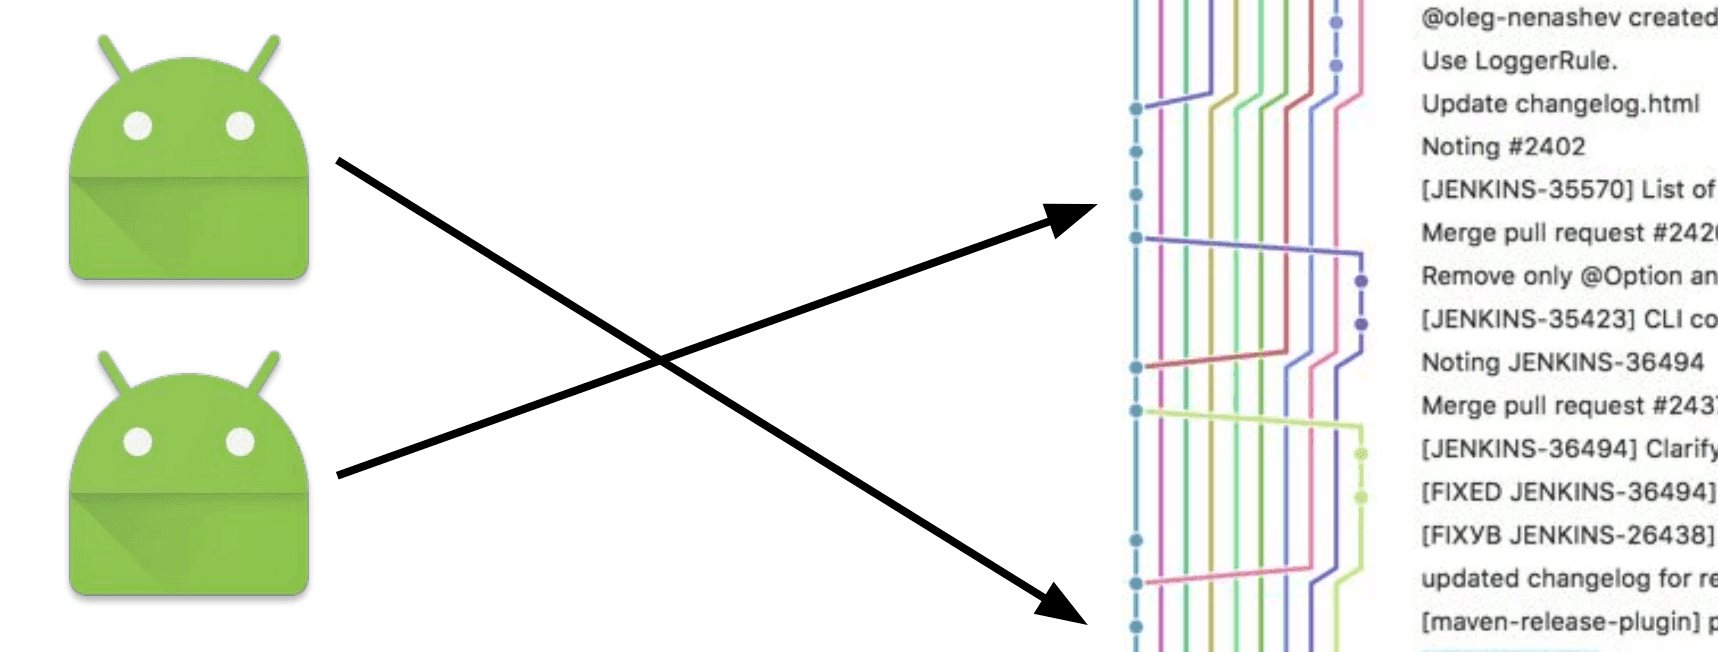 @oleg-nenashev created
Use LoggerRule.
Update changelog.html
Noting #2402
[JENKINS-35570] List of
Merge pull request #242
Remove only @Option an
[JENKINS-35423] CLI co
Noting JENKINS-36494
Merge pull request #243
[JENKINS-36494] Clarify
[FIXED JENKINS-36494]
[FIXУВ JENKINS-26438]
updated changelog for re
[maven-release-plugin] p